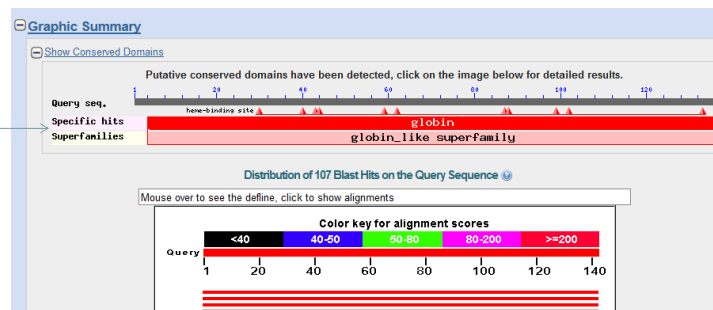 Graphic Summary
Show Conserved Domains
Putative conserved domains have been detected, click on the image below for detailed results.
1 20 40 60 80 100 120
Query seq.
heme-binding site
Specific hits globin
Superfamilies globin_like superfamily
Distribution of 107 Blast Hits on the Query Sequence
Mouse over to see the defline, click to show alignments
Color key for alignment scores
<40 40-50 50-80 80-200 >=200
Query
1 20 40 60 80 100 120 140